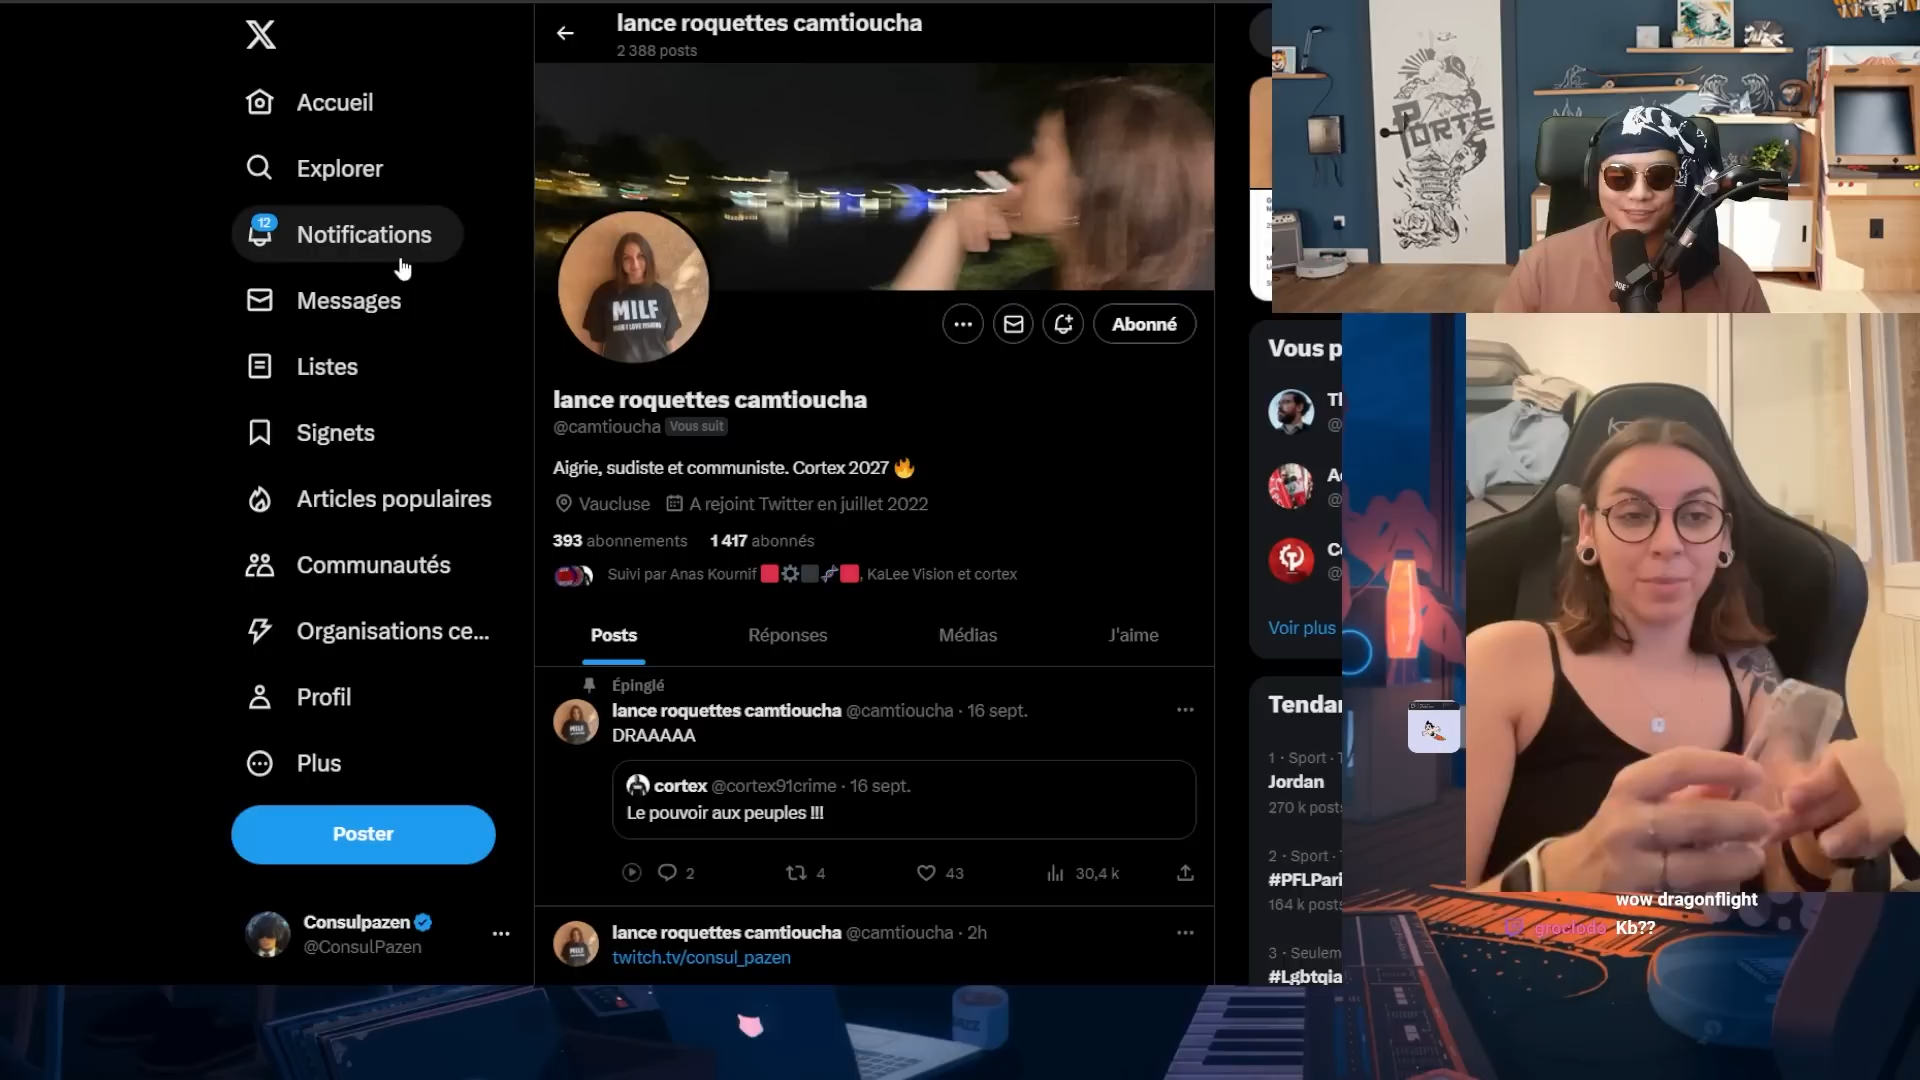 Accueil
Explorer
12
Notifications
Messages
Listes
Signets
Articles populaires
Communautés
Organisations ce...
Profil
Plus
Poster
Consulpazen
@ConsulPazen
lance roquettes camtioucha
2 388 posts
MILF
MAN I LOVE FISHING
Abonné
lance roquettes camtioucha
@camtioucha Vous suit
Aigrie, sudiste et communiste. Cortex 2027 🔥
Vaucluse A rejoint Twitter en juillet 2022
393 abonnements 1 417 abonnés
Suivi par Anas Kournif 🟥⚙️⬛🧬🟥, KaLee Vision et cortex
Posts Réponses Médias J'aime
Épinglé
lance roquettes camtioucha @camtioucha · 16 sept.
DRAAAAA
cortex @cortex91crime · 16 sept.
Le pouvoir aux peuples !!!
2 4 43 30,4 k
lance roquettes camtioucha @camtioucha · 2h
twitch.tv/consul_pazen
Vous p
Voir plus
Tendar
1 · Sport ·
Jordan
270 k posts
2 · Sport ·
#PFLPari
164 k posts
3 · Seulem
#Lgbtqia
PORTE
wow dragonflight
groclodo Kb??